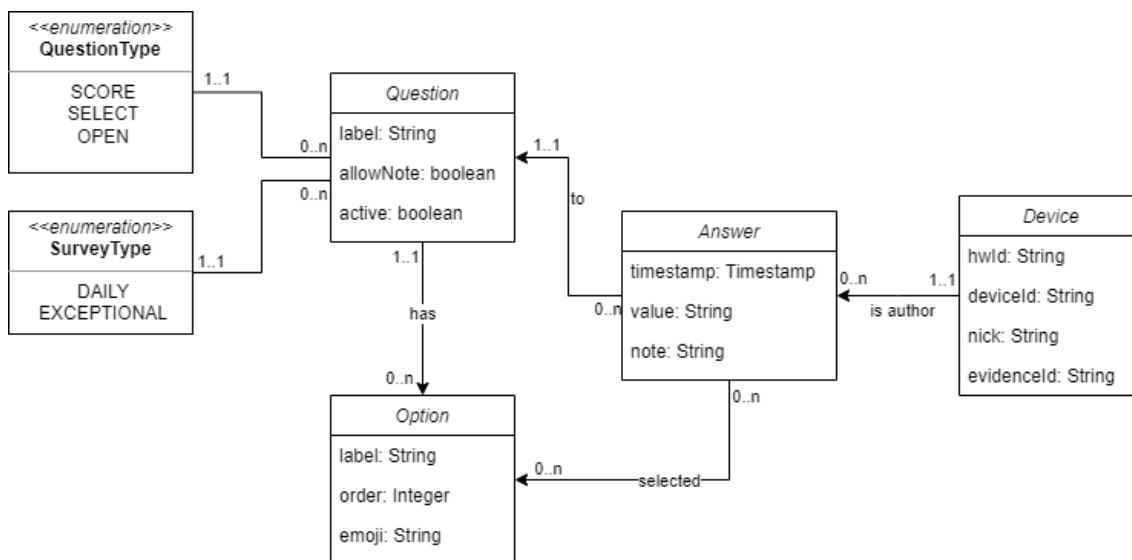 <<enumeration>>
QuestionType
SCORE
SELECT
OPEN
1..1
0..n
<<enumeration>>
SurveyType
DAILY
EXCEPTIONAL
1..1
0..n
Question
label: String
allowNote: boolean
active: boolean
1..1
has
0..n
Option
label: String
order: Integer
emoji: String
1..1
to
0..n
Answer
timestamp: Timestamp
value: String
note: String
0..n
selected
0..n
0..n
is author
1..1
Device
hwId: String
deviceId: String
nick: String
evidenceId: String